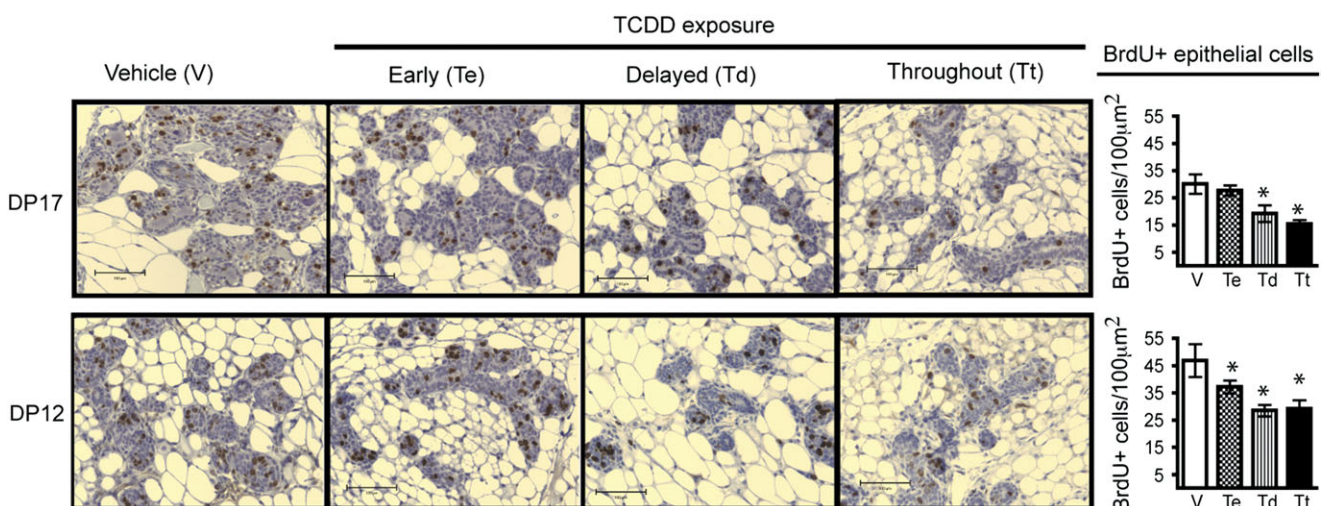 TCDD exposure
BrdU+ epithelial cells
Vehicle (V)
Early (Te)
Delayed (Td)
Throughout (Tt)
DP17
BrdU+ cells/100µm²
55
45
35
25
15
5
*
*
V Te Td Tt
DP12
BrdU+ cells/100µm²
55
45
35
25
15
5
*
*
*
V Te Td Tt